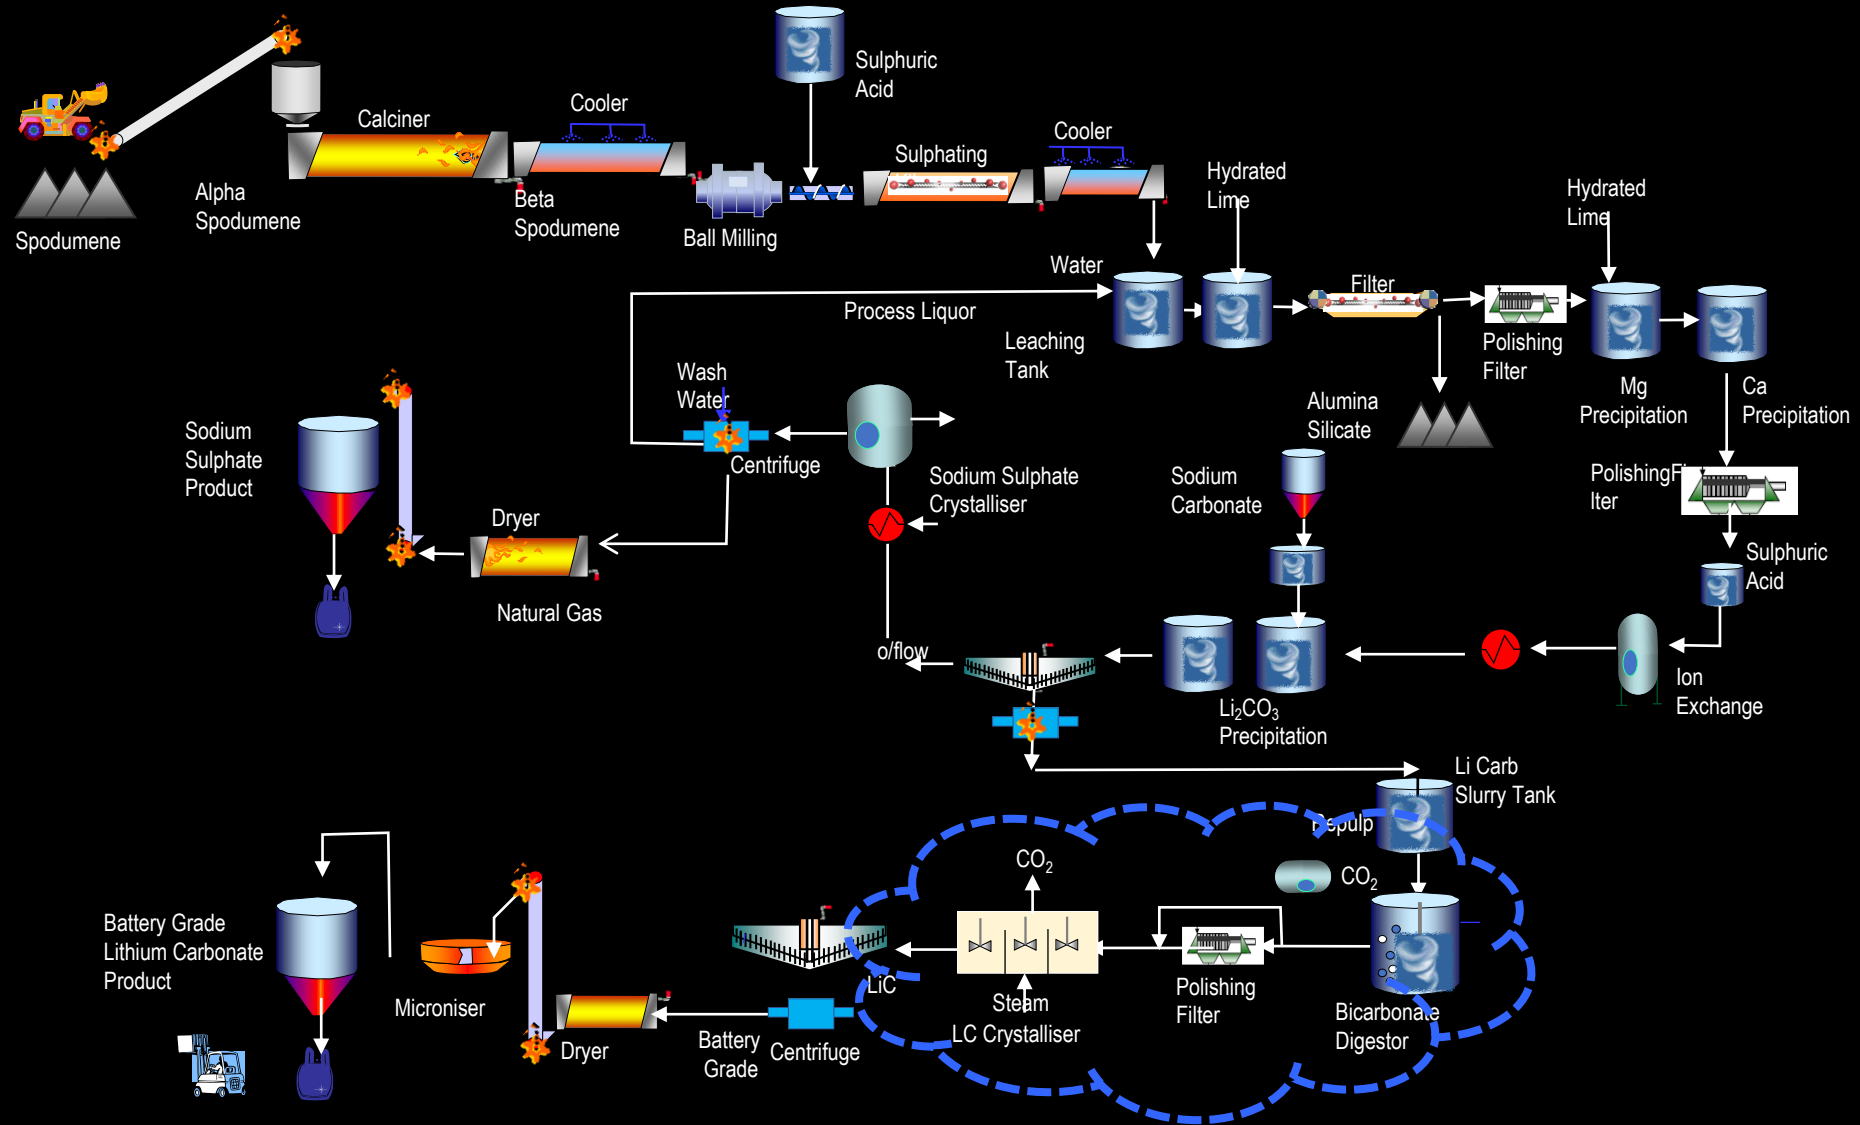 Sulphuric
Acid
Calciner
Cooler
Cooler
Sulphating
Alpha
Spodumene
Beta
Spodumene
Ball Milling
Spodumene
Hydrated
Lime
Hydrated
Lime
Water
Process Liquor
Leaching
Tank
Filter
Polishing
Filter
Mg
Precipitation
Ca
Precipitation
Wash
Water
Centrifuge
Alumina
Silicate
Sodium
Sulphate
Product
Sodium Sulphate
Crystalliser
Sodium
Carbonate
PolishingFi
lter
Dryer
Natural Gas
Sulphuric
Acid
o/flow
Ion
Exchange
Li2CO3
Precipitation
Li Carb
Slurry Tank
Repulp
CO2
CO2
Battery Grade
Lithium Carbonate
Product
Microniser
LiC
Steam
LC Crystalliser
Polishing
Filter
Bicarbonate
Digestor
Dryer
Battery
Grade
Centrifuge